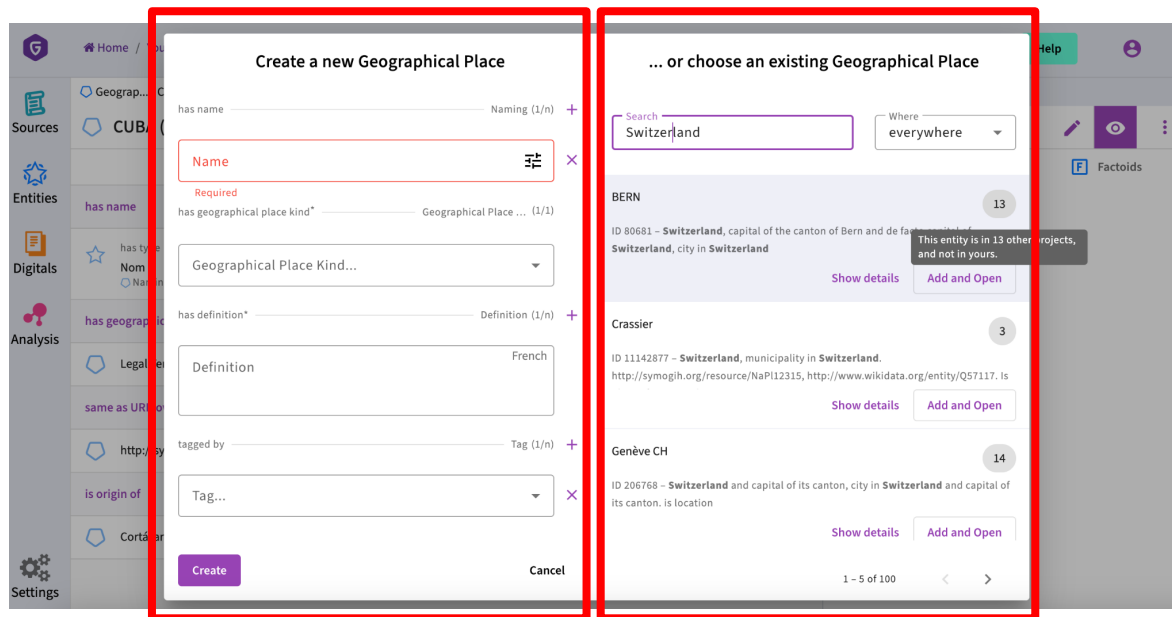 Home / You
Help
Sources
Entities
Digitals
Analysis
Settings
Geograp... C
CUBA (
Factoids
has name
has type
Nom
Namin
has geographic
Legal
same as URI
http://sy
is origin of
Cortá
Create a new Geographical Place
has name Naming (1/n)
Name
Required
has geographical place kind* Geographical Place ... (1/1)
Geographical Place Kind...
has definition* Definition (1/n)
Definition French
tagged by Tag (1/n)
Tag...
Create Cancel
... or choose an existing Geographical Place
Search
Switzerland
Where
everywhere
BERN 13
ID 80681 – Switzerland, capital of the canton of Bern and de facto capital of
Switzerland, city in Switzerland
This entity is in 13 other projects,
and not in yours.
Show details Add and Open
Crassier 3
ID 11142877 – Switzerland, municipality in Switzerland.
http://symogih.org/resource/NaPl12315, http://www.wikidata.org/entity/Q57117. Is
Show details Add and Open
Genève CH 14
ID 206768 – Switzerland and capital of its canton, city in Switzerland and capital of
its canton. is location
Show details Add and Open
1 – 5 of 100